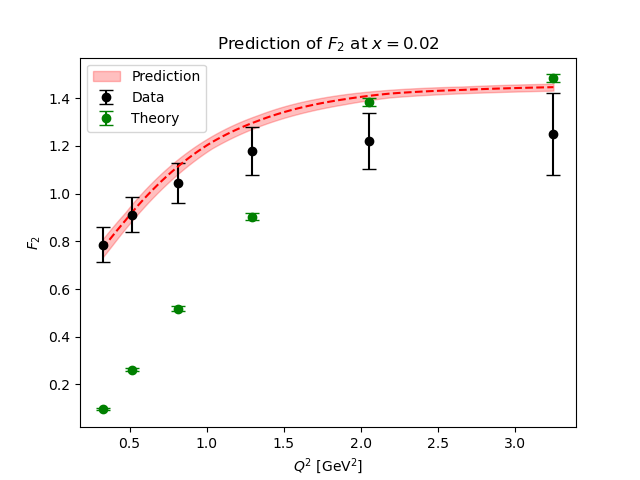 Prediction of F₂ at x = 0.02
Prediction
Data
Theory
1.4
1.2
1.0
0.8
0.6
0.4
0.2
F₂
0.5 1.0 1.5 2.0 2.5 3.0
Q² [GeV²]